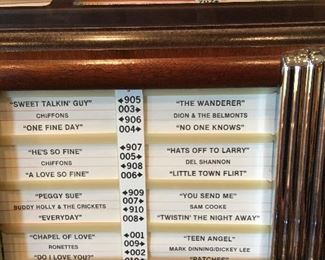 "SWEET TALKIN' GUY"
CHIFFONS
"ONE FINE DAY"
◄905
003►
◄906
004►
"THE WANDERER"
DION & THE BELMONTS
"NO ONE KNOWS"
"HE'S SO FINE"
CHIFFONS
"A LOVE SO FINE"
◄907
005►
◄908
006►
"HATS OFF TO LARRY"
DEL SHANNON
"LITTLE TOWN FLIRT"
"PEGGY SUE"
BUDDY HOLLY & THE CRICKETS
"EVERYDAY"
◄909
007►
◄910
008►
"YOU SEND ME"
SAM COOKE
"TWISTIN' THE NIGHT AWAY"
"CHAPEL OF LOVE"
RONETTES
"DO I LOVE YOU?"
◄001
009►
◄002
010
"TEEN ANGEL"
MARK DINNING/DICKEY LEE
"PATCHES"